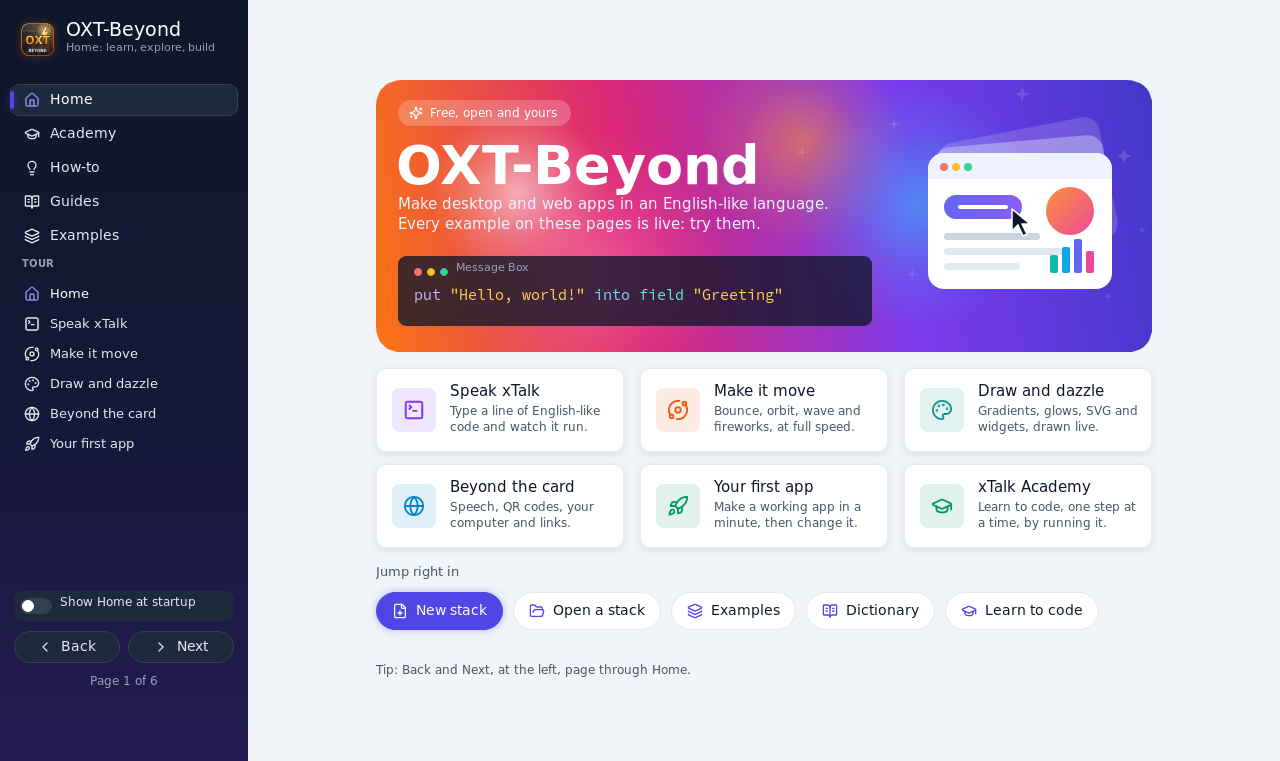 OXT
BEYOND
OXT-Beyond
Home: learn, explore, build
Home
Academy
How-to
Guides
Examples
TOUR
Home
Speak xTalk
Make it move
Draw and dazzle
Beyond the card
Your first app
Show Home at startup
Back
Next
Page 1 of 6
Free, open and yours
OXT-Beyond
Make desktop and web apps in an English-like language.
Every example on these pages is live: try them.
Message Box
put "Hello, world!" into field "Greeting"
Speak xTalk
Type a line of English-like
code and watch it run.
Make it move
Bounce, orbit, wave and
fireworks, at full speed.
Draw and dazzle
Gradients, glows, SVG and
widgets, drawn live.
Beyond the card
Speech, QR codes, your
computer and links.
Your first app
Make a working app in a
minute, then change it.
xTalk Academy
Learn to code, one step at
a time, by running it.
Jump right in
New stack
Open a stack
Examples
Dictionary
Learn to code
Tip: Back and Next, at the left, page through Home.